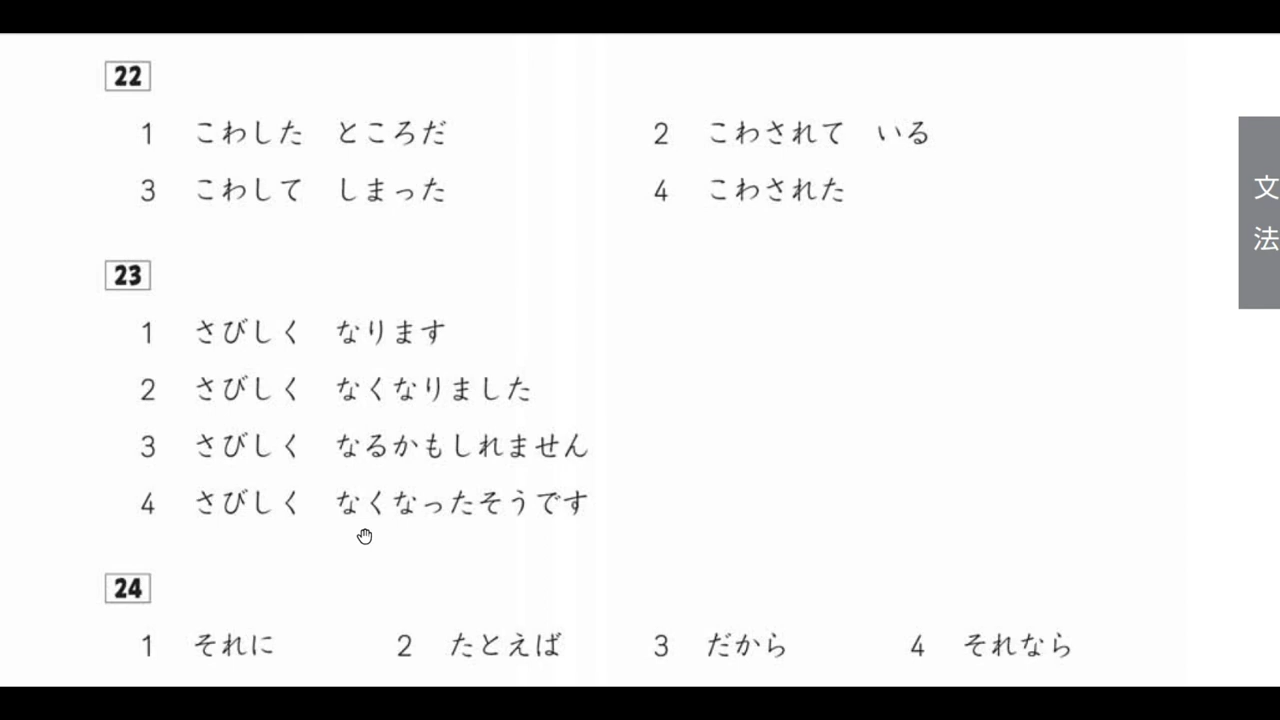 22
1 こわした ところだ 2 こわされて いる
3 こわして しまった 4 こわされた
23
1 さびしく なります
2 さびしく なくなりました
3 さびしく なるかもしれません
4 さびしく なくなったそうです
24
1 それに 2 たとえば 3 だから 4 それなら
文法